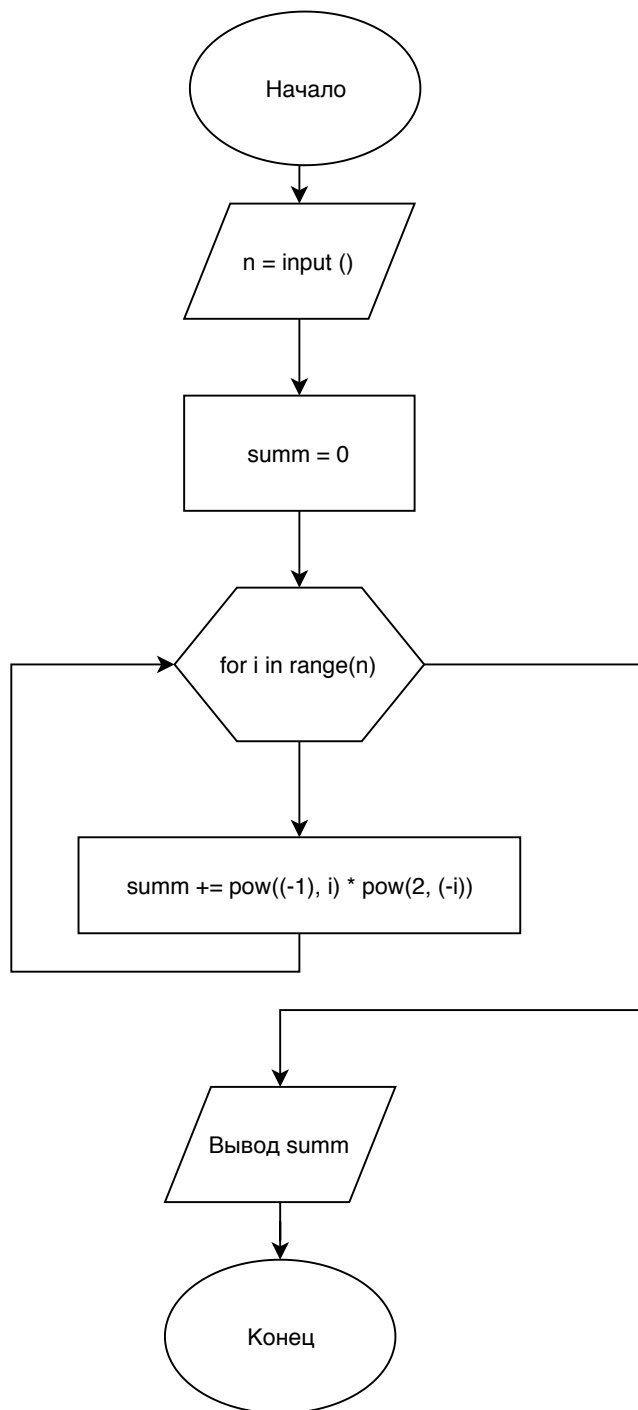 Начало
n = input ()
summ = 0
for i in range(n)
summ += pow((-1), i) * pow(2, (-i))
Вывод summ
Конец